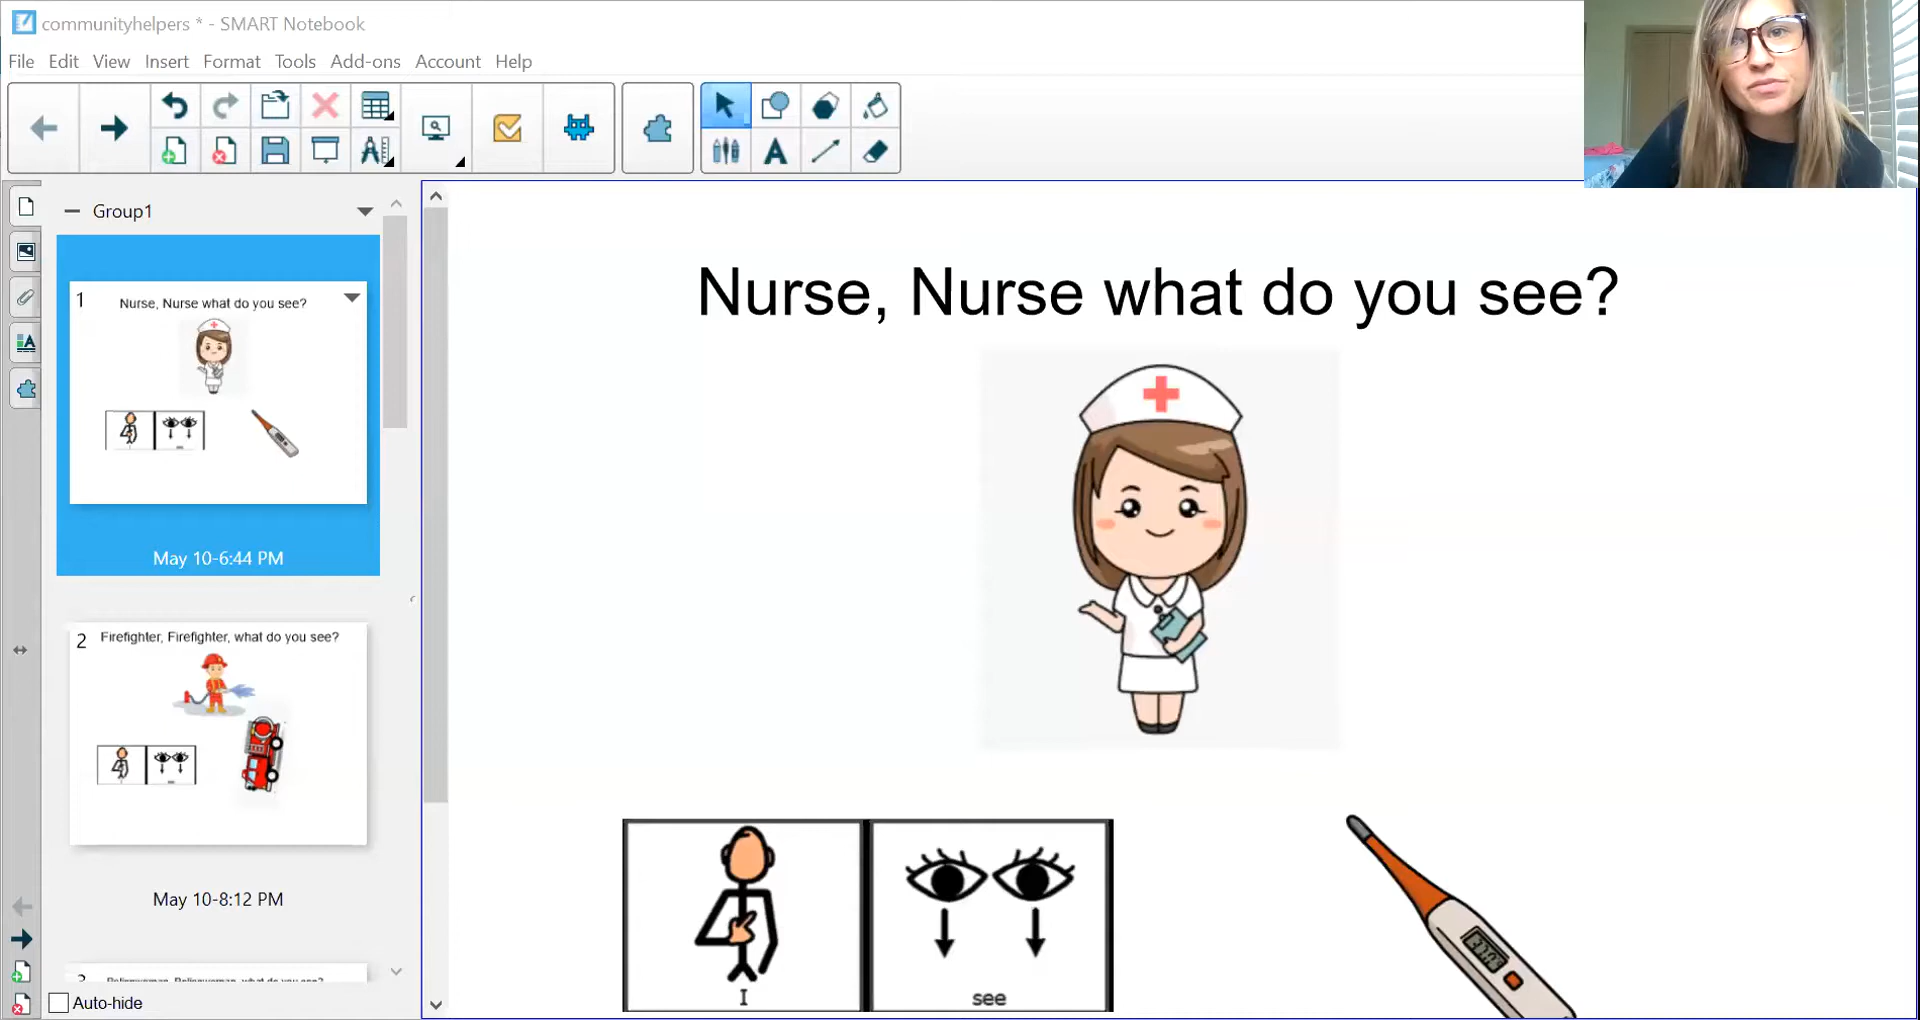 communityhelpers * - SMART Notebook
File Edit View Insert Format Tools Add-ons Account Help
Group1
1
Nurse, Nurse what do you see?
May 10-6:44 PM
2
Firefighter, Firefighter, what do you see?
May 10-8:12 PM
Auto-hide
Nurse, Nurse what do you see?
I
see